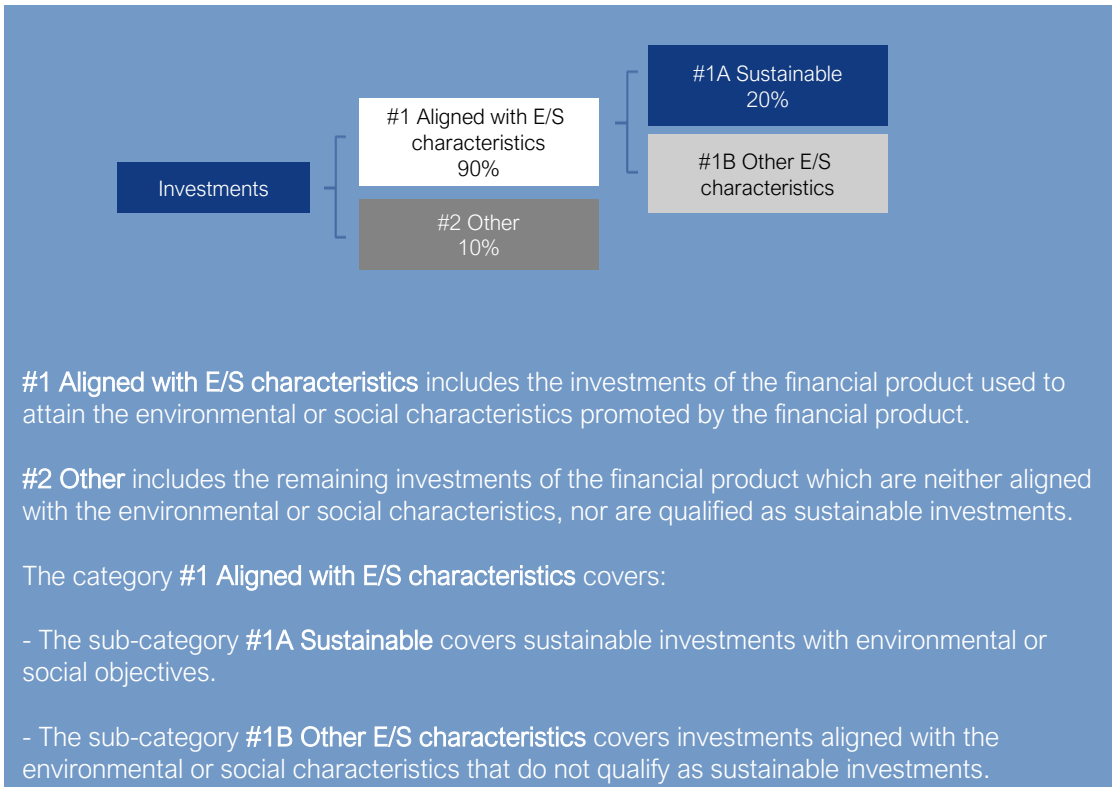 #1A Sustainable
20%
#1 Aligned with E/S
characteristics
90%
#1B Other E/S
characteristics
Investments
#2 Other
10%
#1 Aligned with E/S characteristics includes the investments of the financial product used to
attain the environmental or social characteristics promoted by the financial product.
#2 Other includes the remaining investments of the financial product which are neither aligned
with the environmental or social characteristics, nor are qualified as sustainable investments.
The category #1 Aligned with E/S characteristics covers:
- The sub-category #1A Sustainable covers sustainable investments with environmental or
social objectives.
- The sub-category #1B Other E/S characteristics covers investments aligned with the
environmental or social characteristics that do not qualify as sustainable investments.